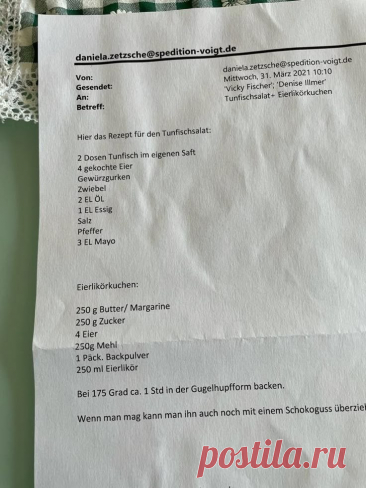 daniela.zetzsche@spedition-voigt.de
Von: daniela.zetzsche@spedition-voigt.de
Gesendet: Mittwoch, 31. März 2021 10:10
An: 'Vicky Fischer'; 'Denise Illmer'
Betreff: Tunfischsalat+ Eierlikörkuchen
Hier das Rezept für den Tunfischsalat:
2 Dosen Tunfisch im eigenen Saft
4 gekochte Eier
Gewürzgurken
Zwiebel
2 EL ÖL
1 EL Essig
Salz
Pfeffer
3 EL Mayo
Eierlikörkuchen:
250 g Butter/ Margarine
250 g Zucker
4 Eier
250g Mehl
1 Päck. Backpulver
250 ml Eierlikör
Bei 175 Grad ca. 1 Std in der Gugelhupfform backen.
Wenn man mag kann man ihn auch noch mit einem Schokoguss überzieh
postila.ru